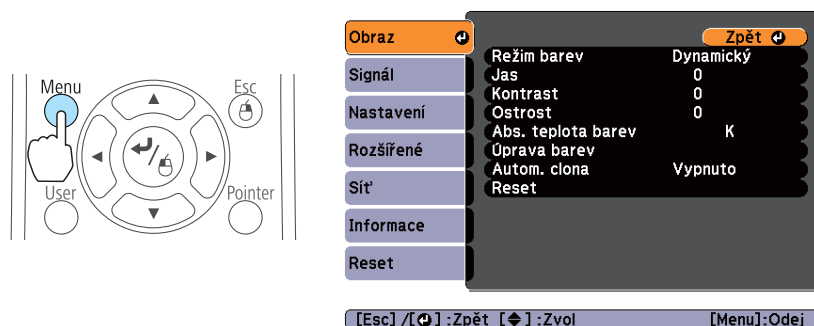 Menu
Esc
User
Pointer
Obraz
Signál
Nastavení
Rozšířené
Síť
Informace
Reset
Zpět
Režim barev Dynamický
Jas 0
Kontrast 0
Ostrost 0
Abs. teplota barev K
Úprava barev
Autom. clona Vypnuto
Reset
[Esc] /[ ] :Zpět [ ] :Zvol [Menu]:Odej